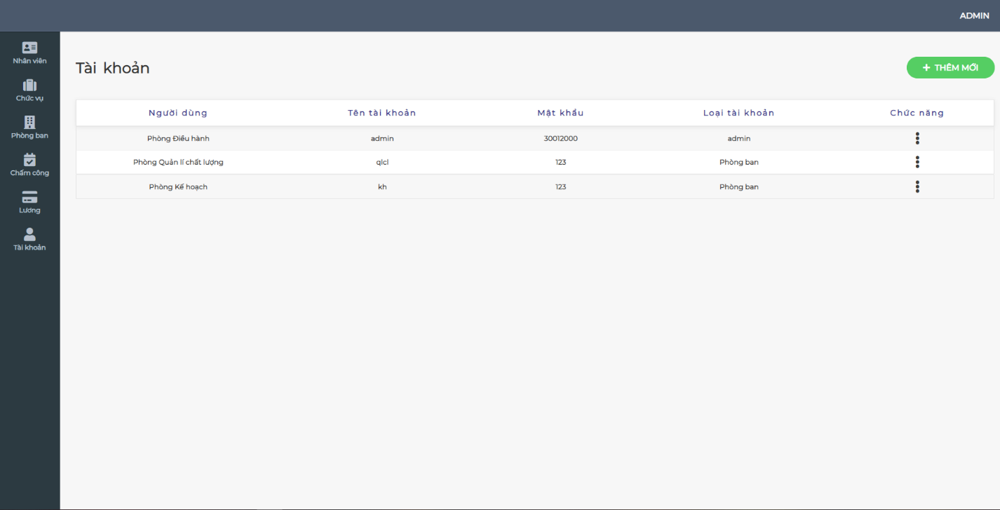 ADMIN
Nhân viên
Chức vụ
Phòng ban
Chấm công
Lương
Tài khoản
Tài khoản
+ THÊM MỚI
Người dùng Tên tài khoản Mật khẩu Loại tài khoản Chức năng
Phòng Điều hành admin 30012000 admin
Phòng Quản lí chất lượng qlcl 123 Phòng ban
Phòng Kế hoạch kh 123 Phòng ban